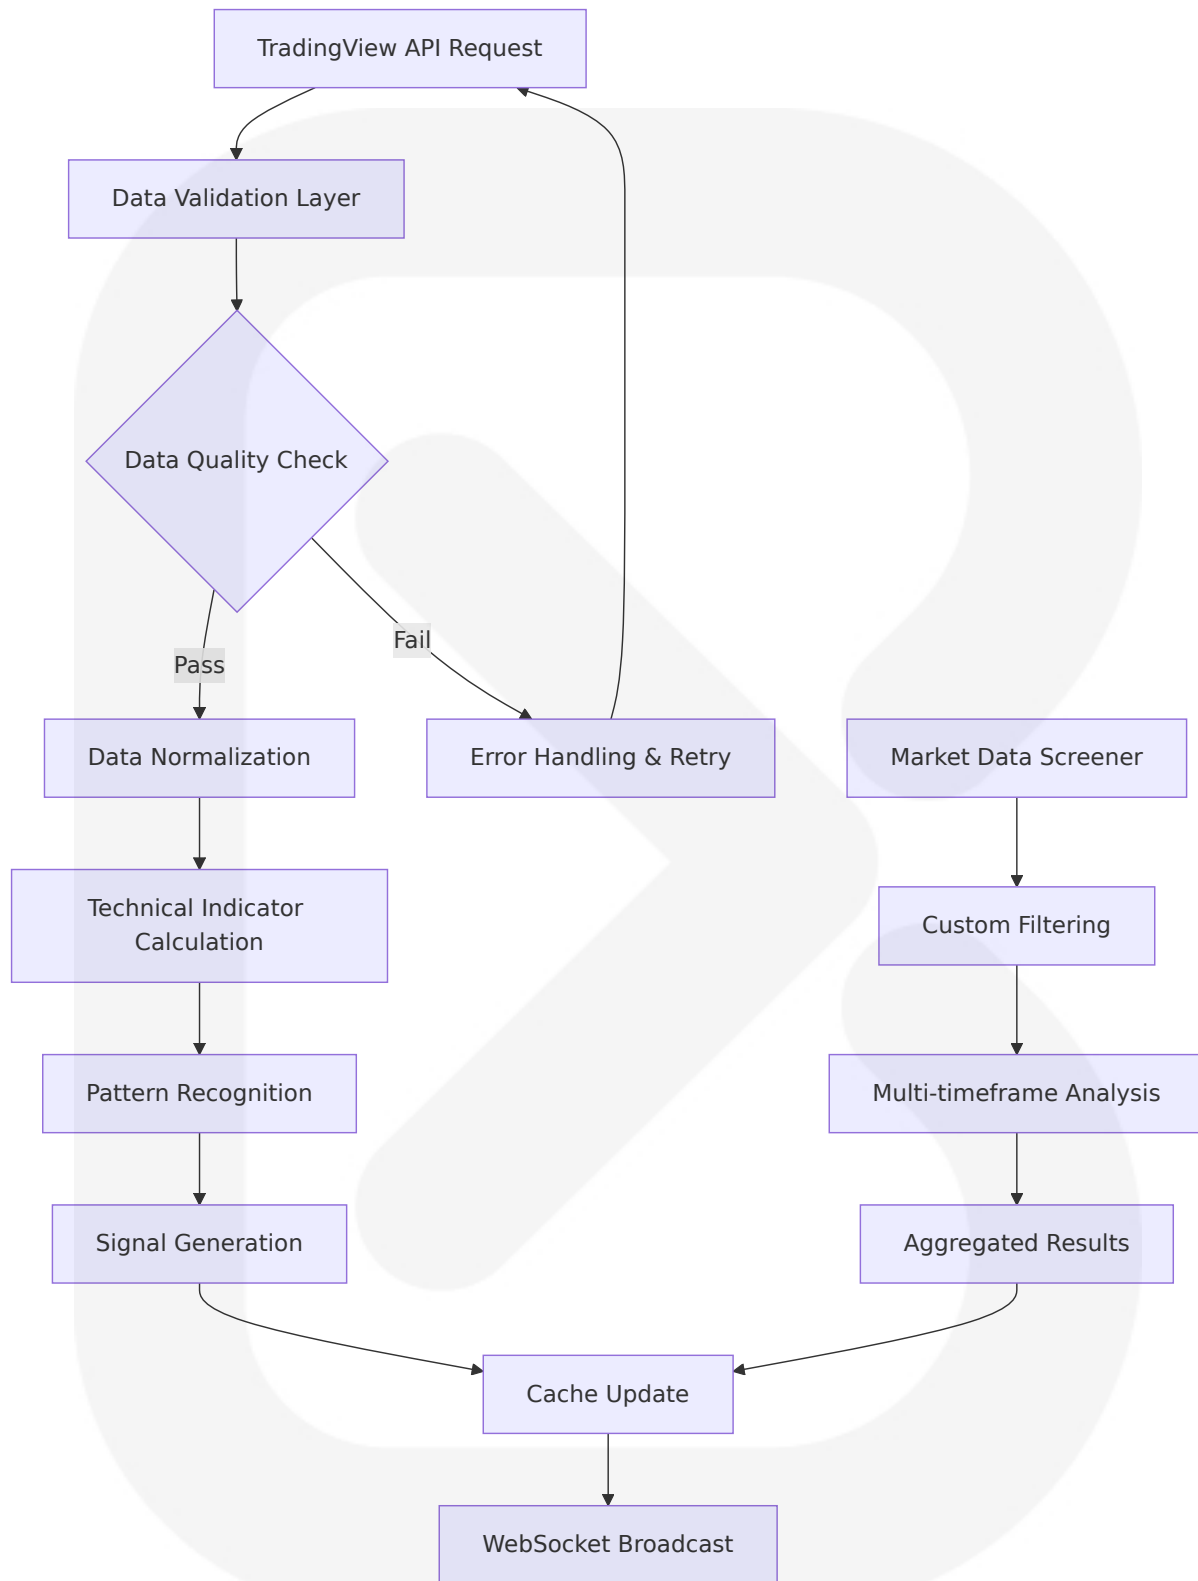 TradingView API Request
Data Validation Layer
Data Quality Check
Fail
Pass
Data Normalization
Error Handling & Retry
Market Data Screener
Technical Indicator
Calculation
Custom Filtering
Pattern Recognition
Multi-timeframe Analysis
Signal Generation
Aggregated Results
Cache Update
WebSocket Broadcast